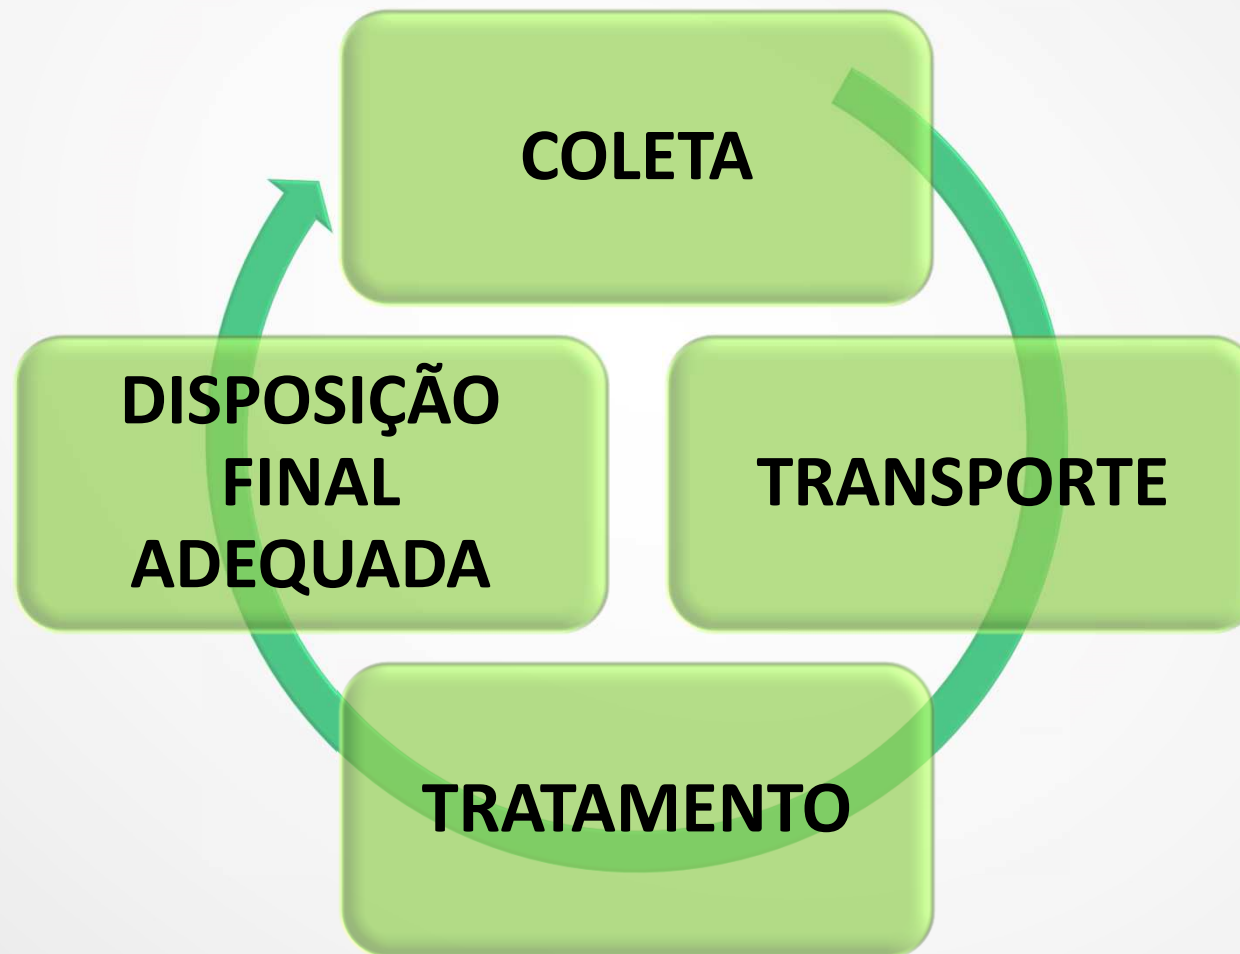 COLETA
TRANSPORTE
TRATAMENTO
DISPOSIÇÃO
FINAL
ADEQUADA